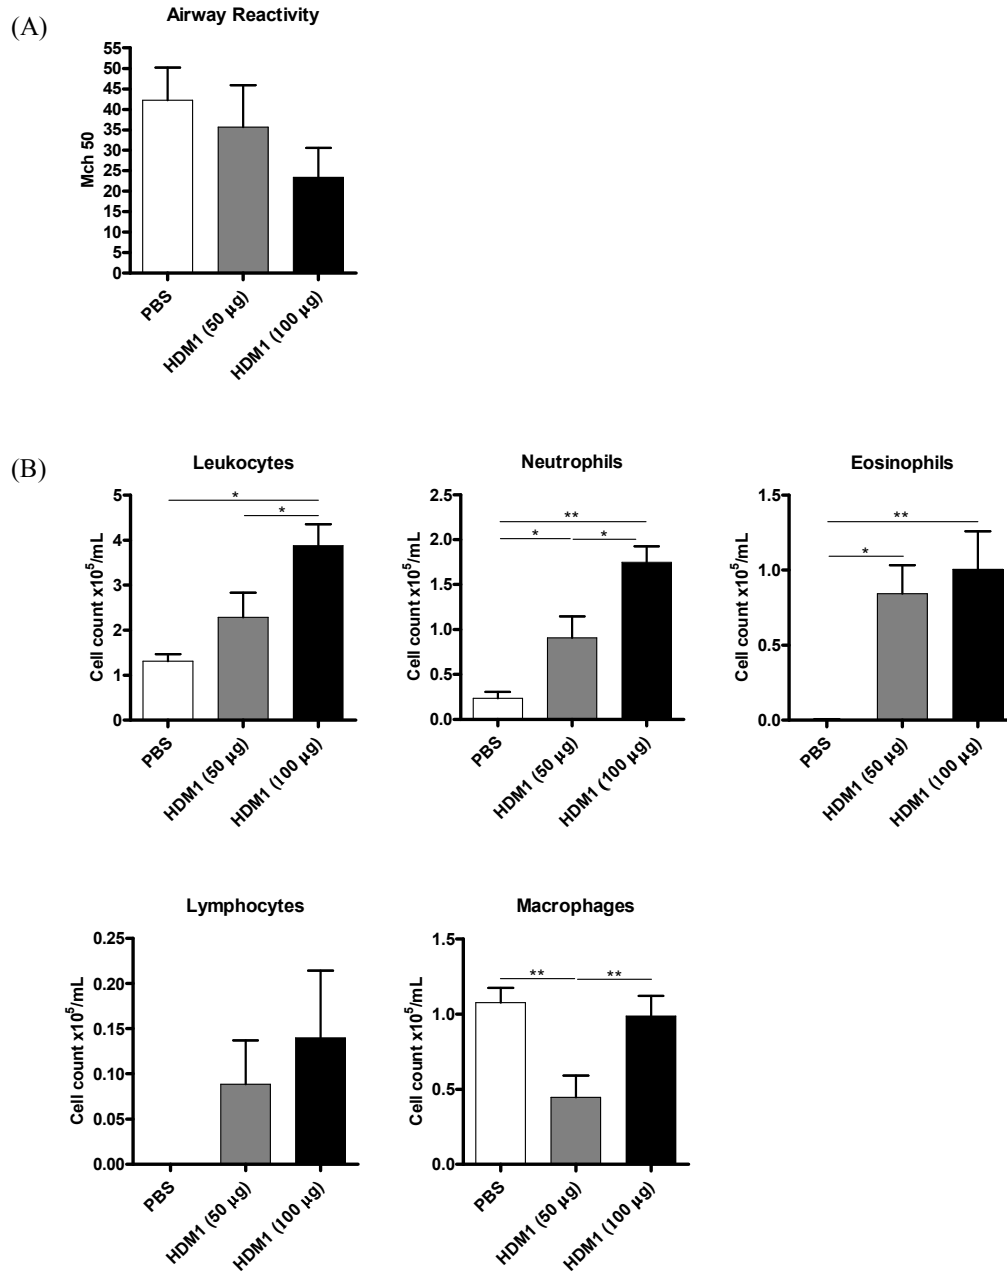 (A)
Airway Reactivity
Mch 50
55
50
45
40
35
30
25
20
15
10
5
0
PBS
HDM1 (50 µg)
HDM1 (100 µg)
(B)
Leukocytes
Cell count x10⁵/mL
5
4
3
2
1
0
*
*
PBS
HDM1 (50 µg)
HDM1 (100 µg)
Neutrophils
Cell count x10⁵/mL
2.5
2.0
1.5
1.0
0.5
0.0
**
*
*
PBS
HDM1 (50 µg)
HDM1 (100 µg)
Eosinophils
Cell count x10⁵/mL
1.5
1.0
0.5
0.0
**
*
PBS
HDM1 (50 µg)
HDM1 (100 µg)
Lymphocytes
Cell count x10⁵/mL
0.25
0.20
0.15
0.10
0.05
0.00
PBS
HDM1 (50 µg)
HDM1 (100 µg)
Macrophages
Cell count x10⁵/mL
1.5
1.0
0.5
0.0
**
**
PBS
HDM1 (50 µg)
HDM1 (100 µg)